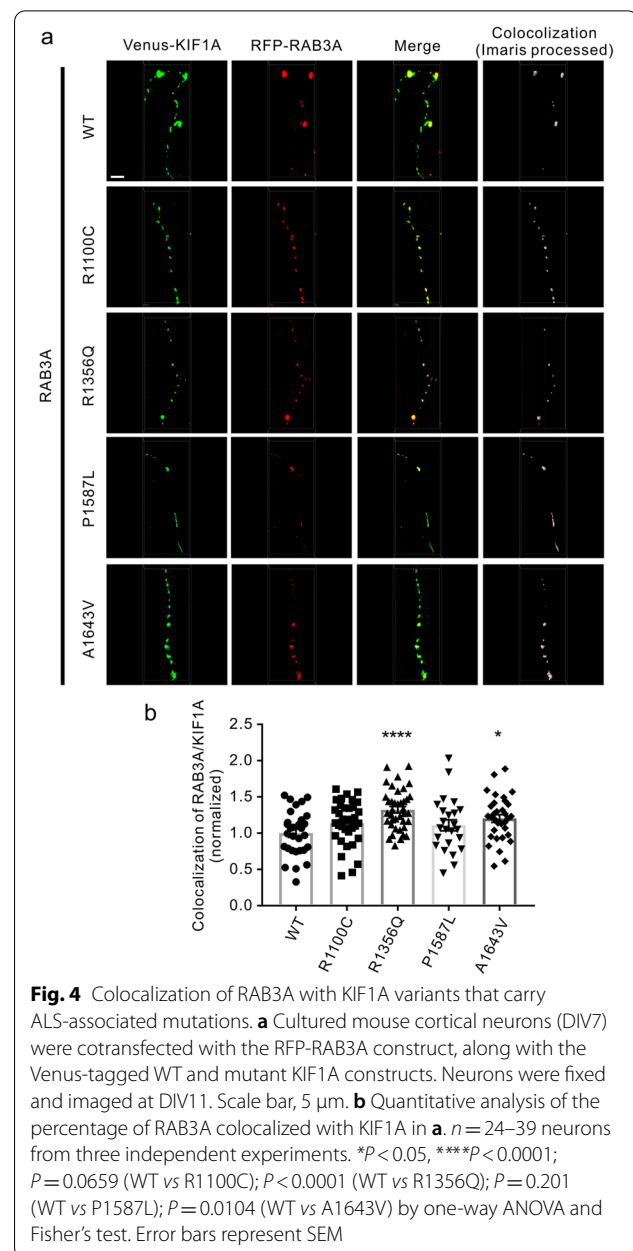 a
Venus-KIF1A RFP-RAB3A Merge Colocolization
(Imaris processed)
RAB3A
WT
R1100C
R1356Q
P1587L
A1643V
b
Colocalization of RAB3A/KIF1A
(normalized)
2.5
2.0
1.5
1.0
0.5
0.0
**** *
WT R1100C R1356Q P1587L A1643V
Fig. 4 Colocalization of RAB3A with KIF1A variants that carry
ALS-associated mutations. a Cultured mouse cortical neurons (DIV7)
were cotransfected with the RFP-RAB3A construct, along with the
Venus-tagged WT and mutant KIF1A constructs. Neurons were fixed
and imaged at DIV11. Scale bar, 5 μm. b Quantitative analysis of the
percentage of RAB3A colocalized with KIF1A in a. n = 24–39 neurons
from three independent experiments. *P < 0.05, ****P < 0.0001;
P = 0.0659 (WT vs R1100C); P < 0.0001 (WT vs R1356Q); P = 0.201
(WT vs P1587L); P = 0.0104 (WT vs A1643V) by one-way ANOVA and
Fisher's test. Error bars represent SEM